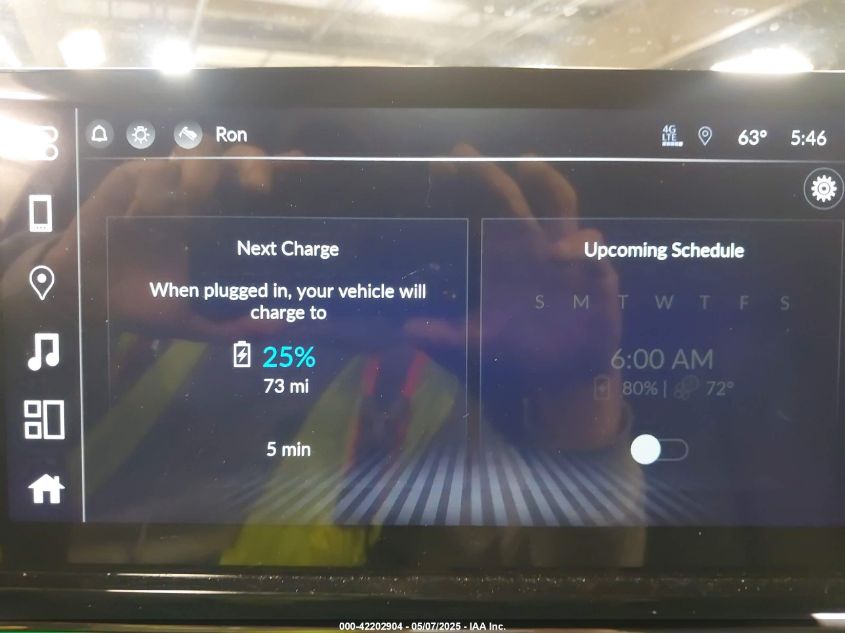 Ron
4G
LTE
63°
5:46
Next Charge
When plugged in, your vehicle will
charge to
25%
73 mi
5 min
Upcoming Schedule
S M T W T F S
6:00 AM
80% | 72°
000-42202904 - 05/07/2025 - IAA Inc.